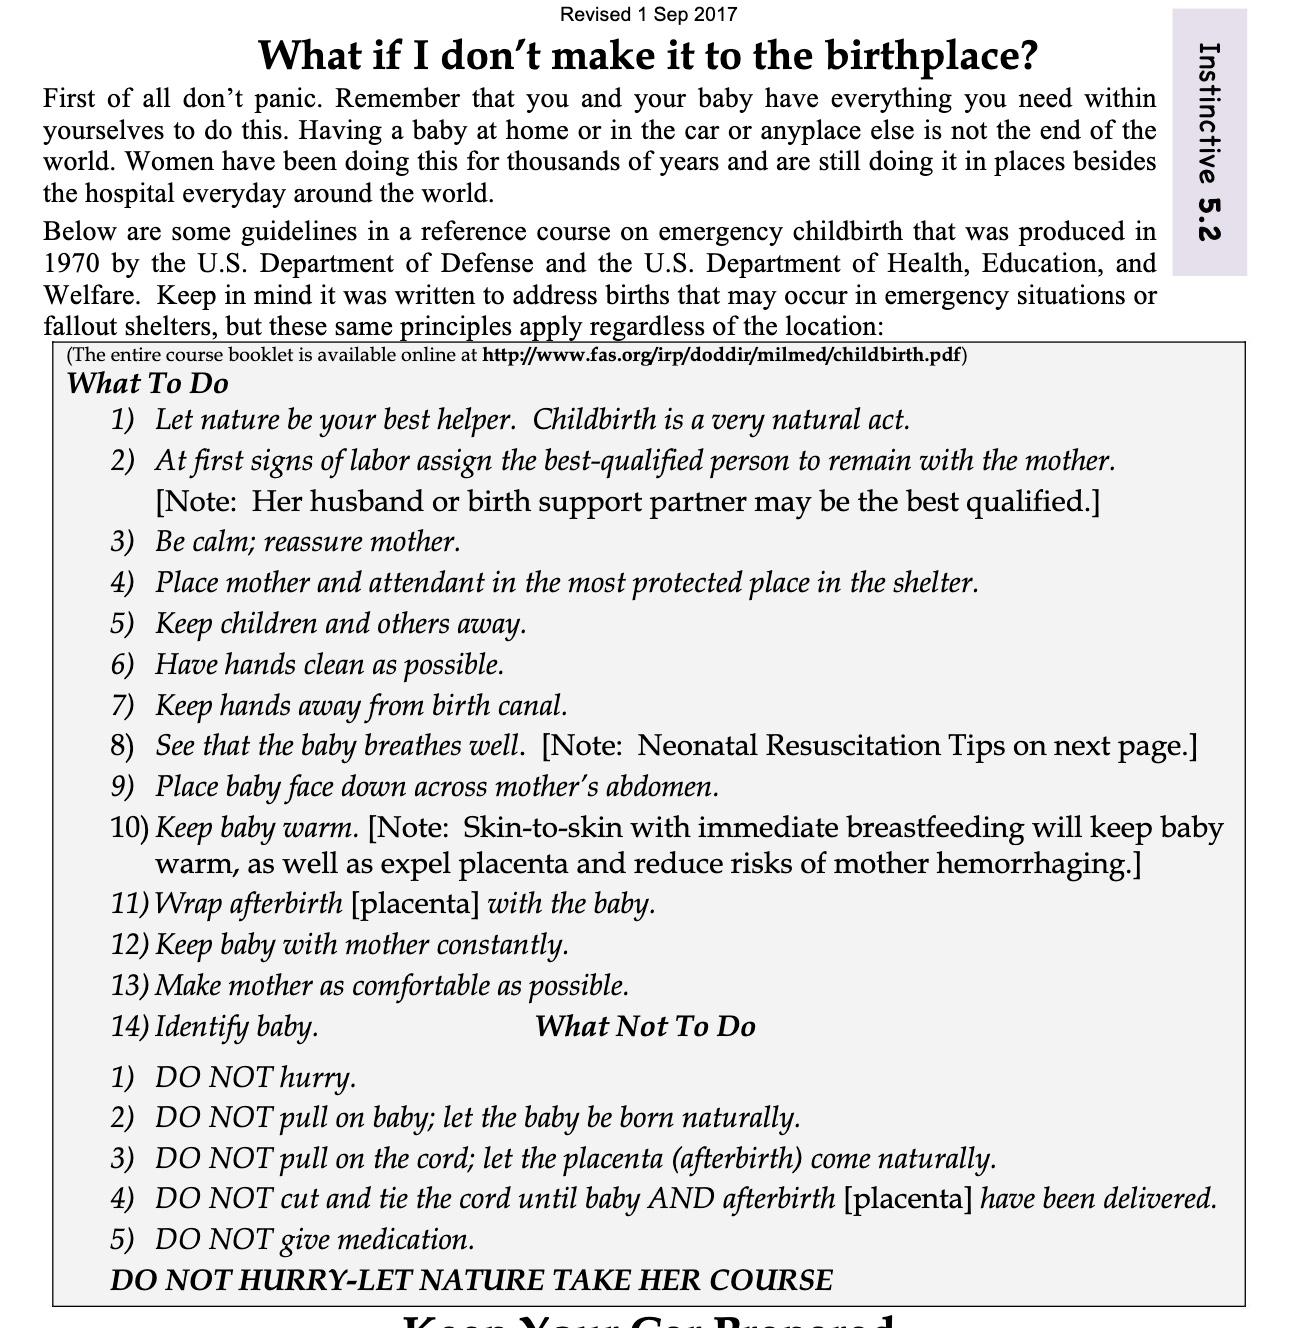 Revised 1 Sep 2017
What if I don't make it to the birthplace?
Instinctive 5.2
First of all don't panic. Remember that you and your baby have everything you need within
yourselves to do this. Having a baby at home or in the car or anyplace else is not the end of the
world. Women have been doing this for thousands of years and are still doing it in places besides
the hospital everyday around the world.
Below are some guidelines in a reference course on emergency childbirth that was produced in
1970 by the U.S. Department of Defense and the U.S. Department of Health, Education, and
Welfare.  Keep in mind it was written to address births that may occur in emergency situations or
fallout shelters, but these same principles apply regardless of the location:
(The entire course booklet is available online at http://www.fas.org/irp/doddir/milmed/childbirth.pdf)
What To Do
1) Let nature be your best helper.  Childbirth is a very natural act.
2) At first signs of labor assign the best-qualified person to remain with the mother.
[Note:  Her husband or birth support partner may be the best qualified.]
3) Be calm; reassure mother.
4) Place mother and attendant in the most protected place in the shelter.
5) Keep children and others away.
6) Have hands clean as possible.
7) Keep hands away from birth canal.
8) See that the baby breathes well.  [Note:  Neonatal Resuscitation Tips on next page.]
9) Place baby face down across mother's abdomen.
10) Keep baby warm. [Note:  Skin-to-skin with immediate breastfeeding will keep baby
warm, as well as expel placenta and reduce risks of mother hemorrhaging.]
11) Wrap afterbirth [placenta] with the baby.
12) Keep baby with mother constantly.
13) Make mother as comfortable as possible.
14) Identify baby. What Not To Do
1) DO NOT hurry.
2) DO NOT pull on baby; let the baby be born naturally.
3) DO NOT pull on the cord; let the placenta (afterbirth) come naturally.
4) DO NOT cut and tie the cord until baby AND afterbirth [placenta] have been delivered.
5) DO NOT give medication.
DO NOT HURRY-LET NATURE TAKE HER COURSE
Keep Your Car Prepared